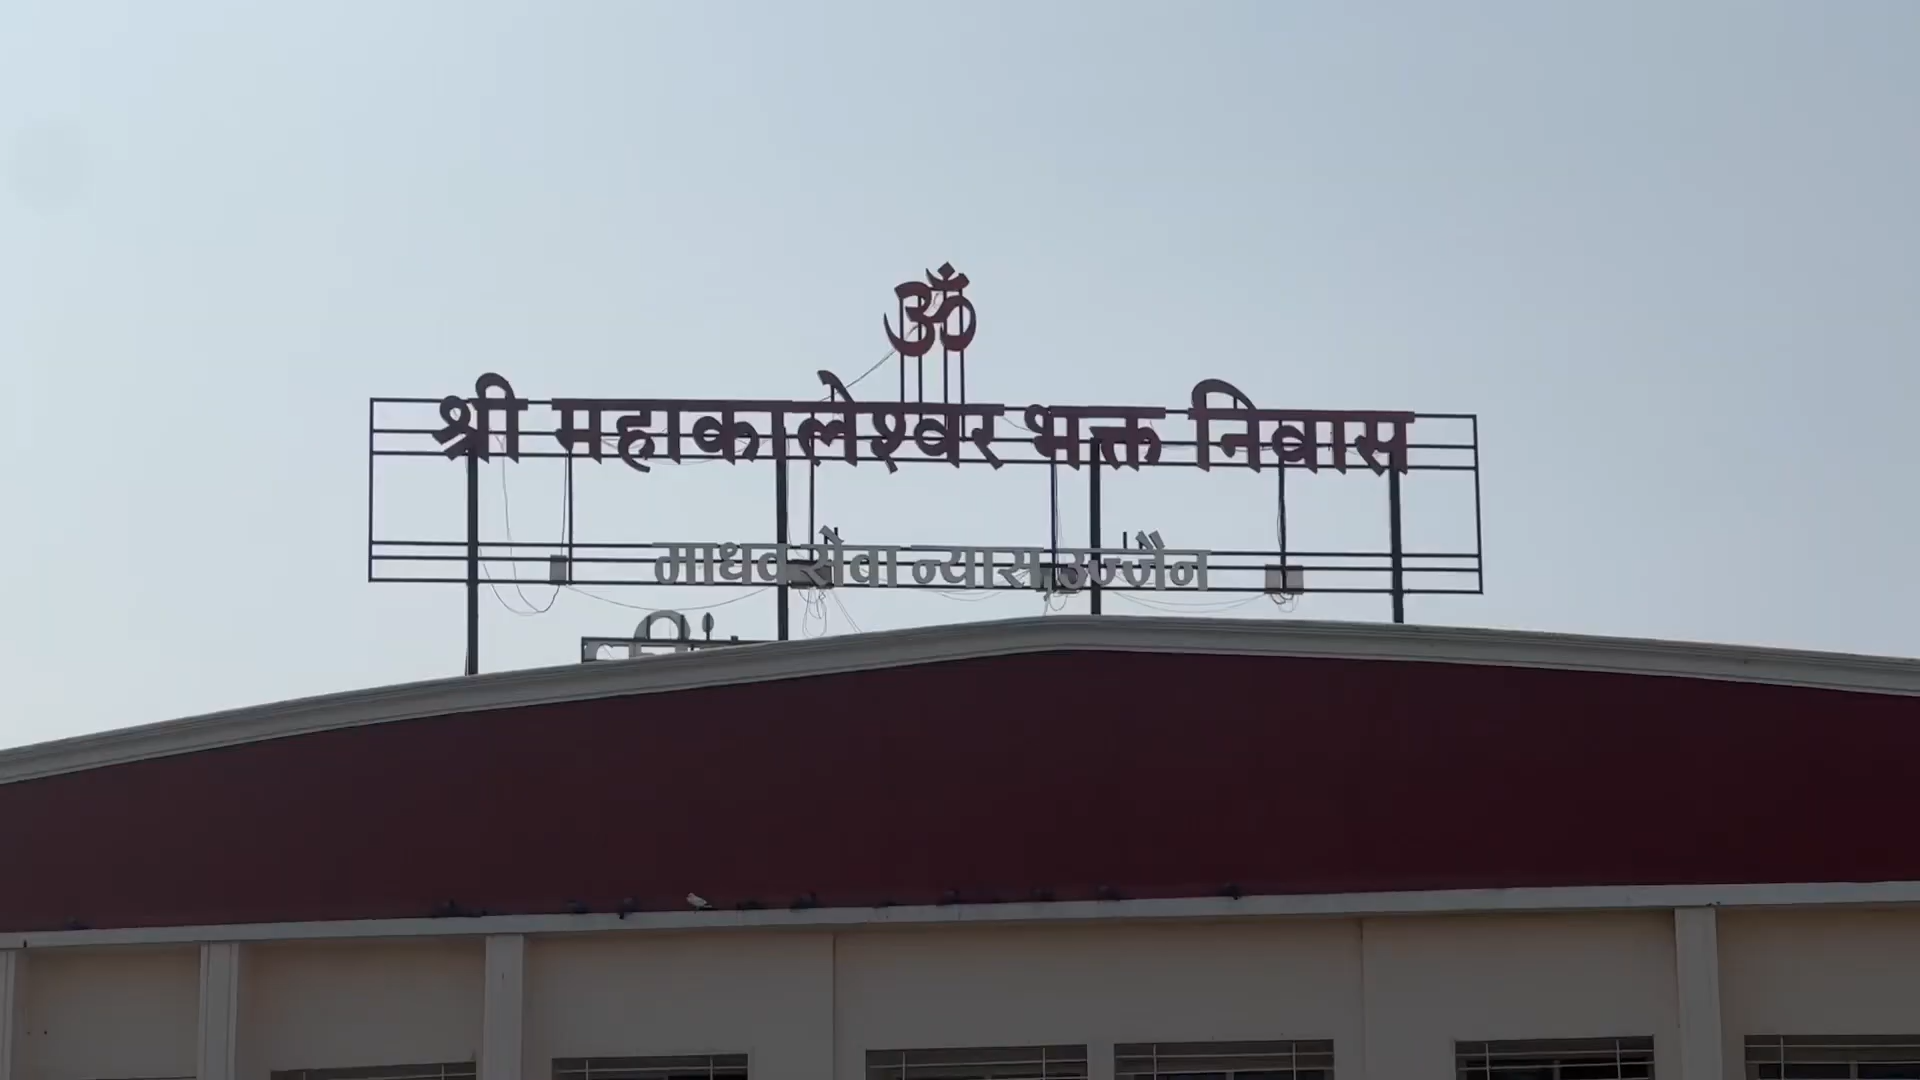 ॐ
श्री महाकालेश्वर भक्त निवास
माधव सेवा न्यास, उज्जैन